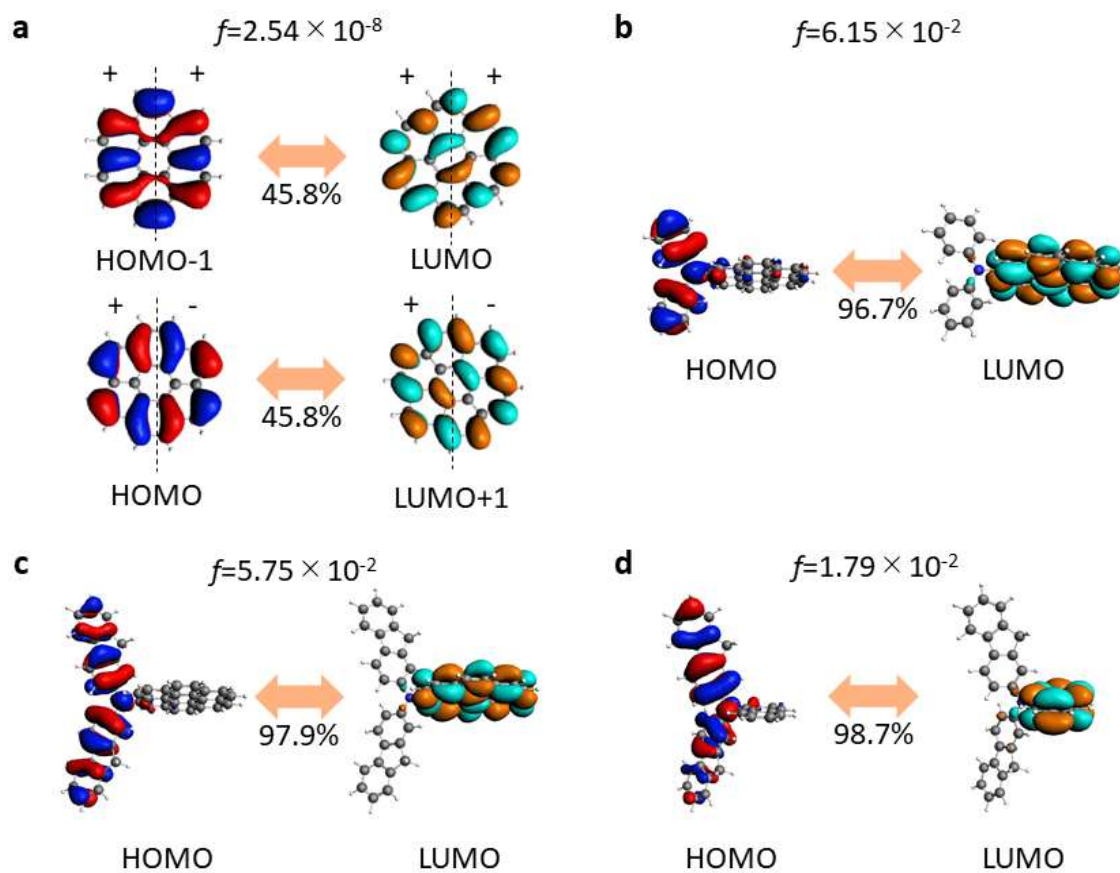 a
f=2.54 × 10⁻⁸
+ +
+ +
45.8%
HOMO-1
LUMO
+ -
+ -
45.8%
HOMO
LUMO+1
b
f=6.15 × 10⁻²
96.7%
HOMO
LUMO
c
f=5.75 × 10⁻²
97.9%
HOMO
LUMO
d
f=1.79 × 10⁻²
98.7%
HOMO
LUMO